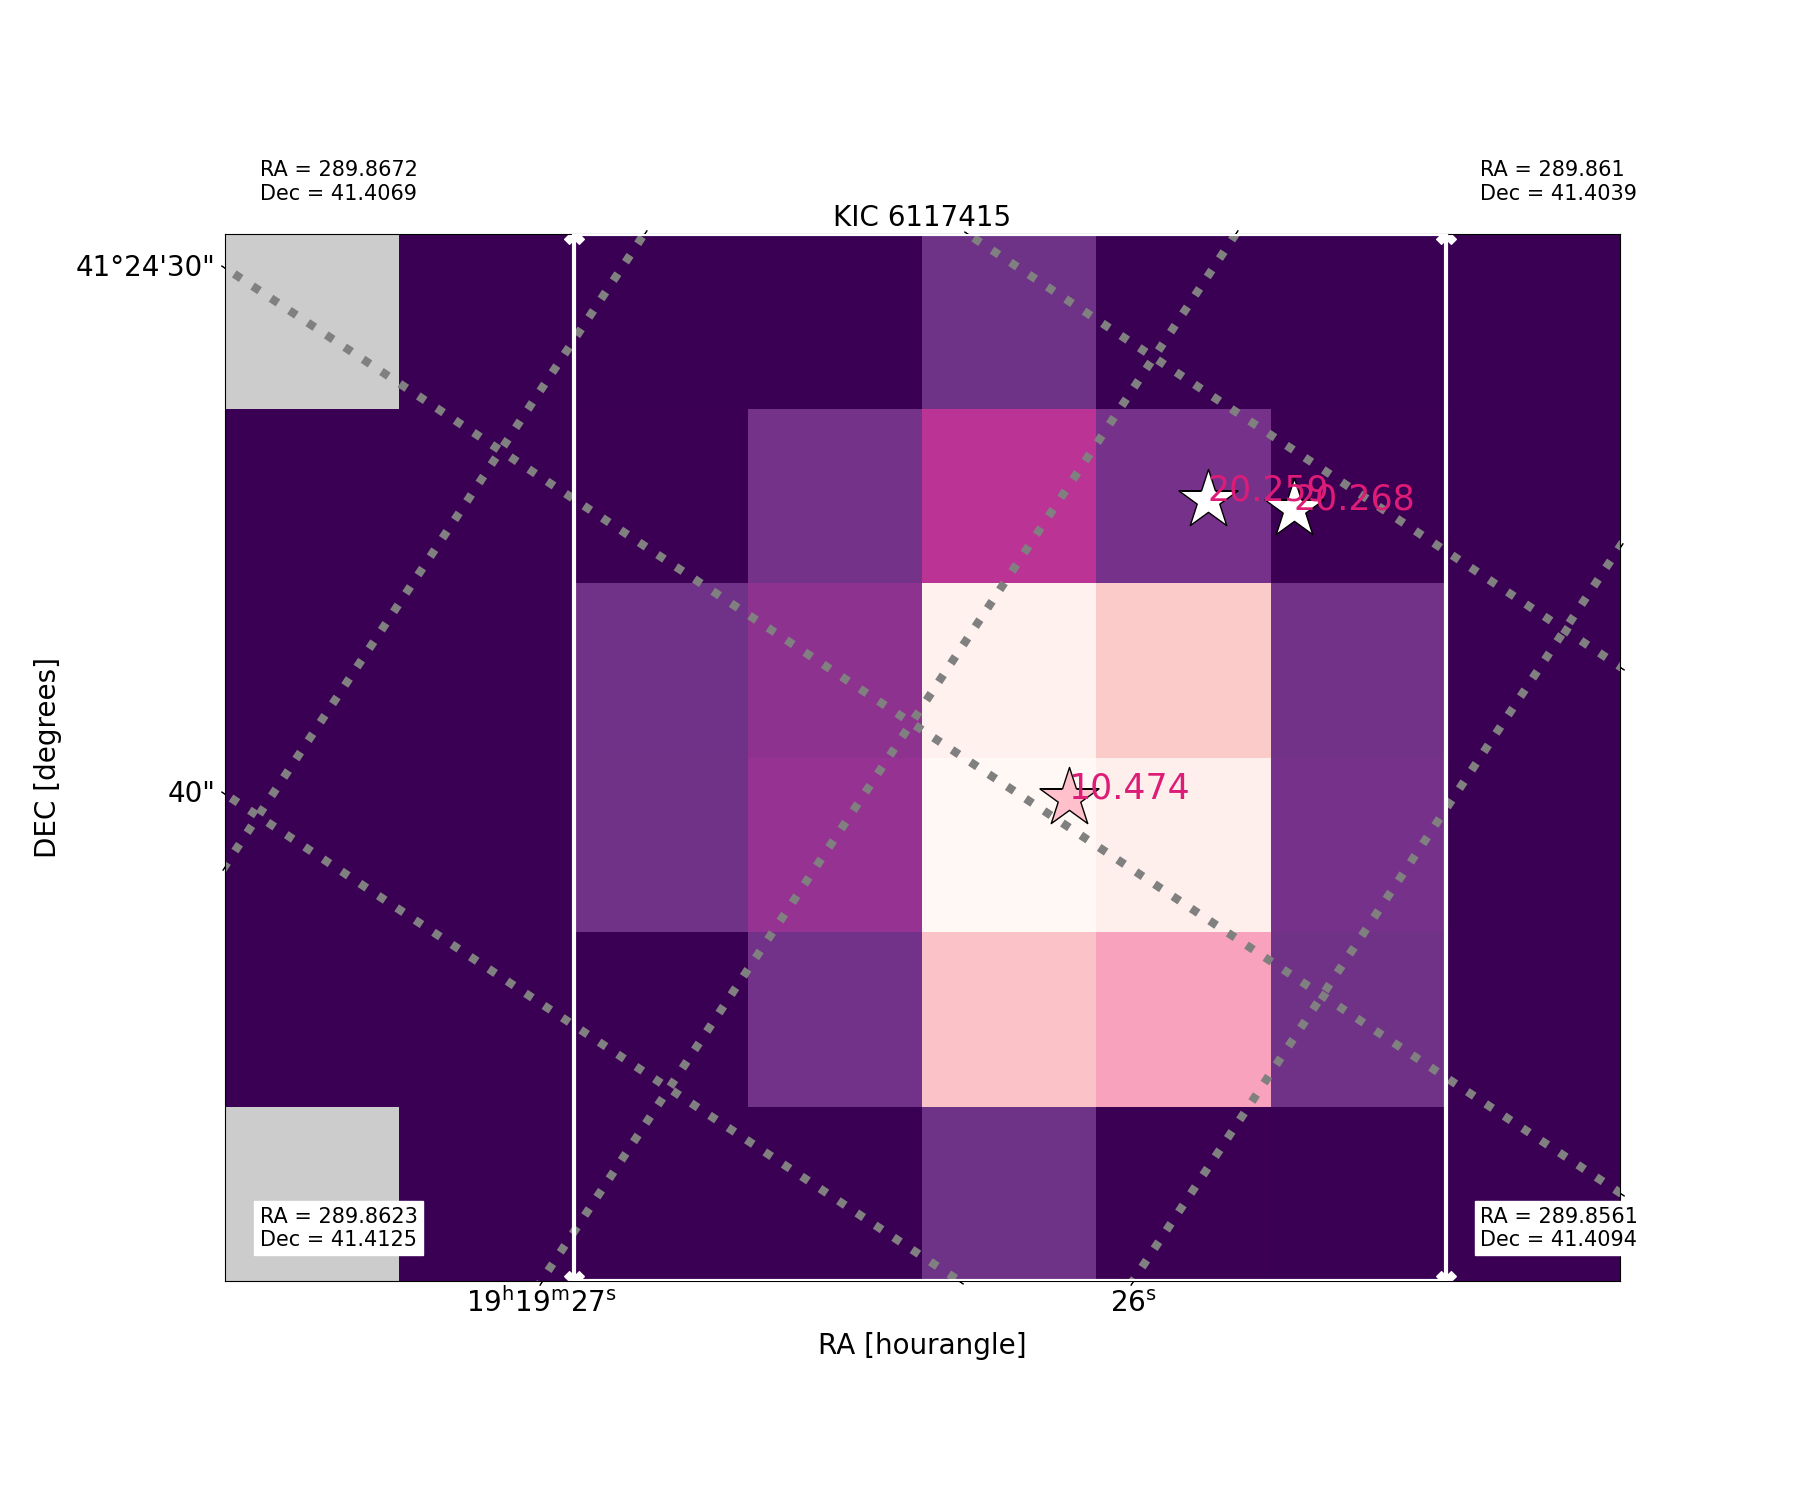 RA = 289.8672
Dec = 41.4069
RA = 289.861
Dec = 41.4039
KIC 6117415
41°24'30"
20.259
20.268
DEC [degrees]
10.474
40"
RA = 289.8623
Dec = 41.4125
RA = 289.8561
Dec = 41.4094
19ʰ19ᵐ27ˢ
26ˢ
RA [hourangle]